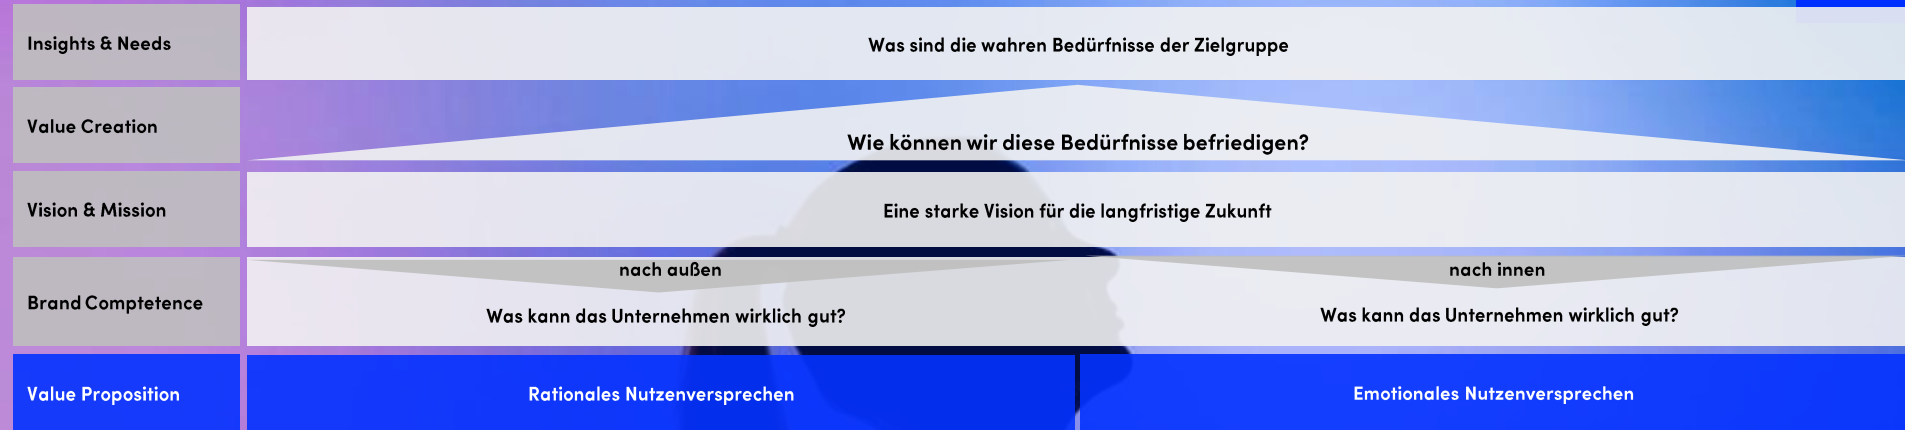 Insights & Needs
Was sind die wahren Bedürfnisse der Zielgruppe
Value Creation
Wie können wir diese Bedürfnisse befriedigen?
Vision & Mission
Eine starke Vision für die langfristige Zukunft
Brand Comptetence
nach außen
Was kann das Unternehmen wirklich gut?
nach innen
Was kann das Unternehmen wirklich gut?
Value Proposition
Rationales Nutzenversprechen
Emotionales Nutzenversprechen